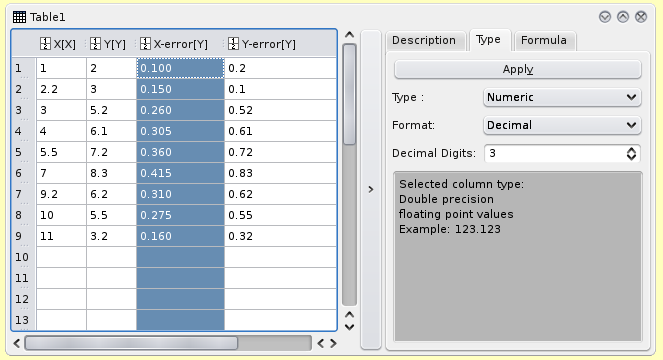 Table1
X[X] Y[Y] X-error[Y] Y-error[Y]
1 1 2 0.100 0.2
2 2.2 3 0.150 0.1
3 3 5.2 0.260 0.52
4 4 6.1 0.305 0.61
5 5.5 7.2 0.360 0.72
6 7 8.3 0.415 0.83
7 9.2 6.2 0.310 0.62
8 10 5.5 0.275 0.55
9 11 3.2 0.160 0.32
10
11
12
13
Description Type Formula
Apply
Type : Numeric
Format: Decimal
Decimal Digits: 3
Selected column type:
Double precision
floating point values
Example: 123.123